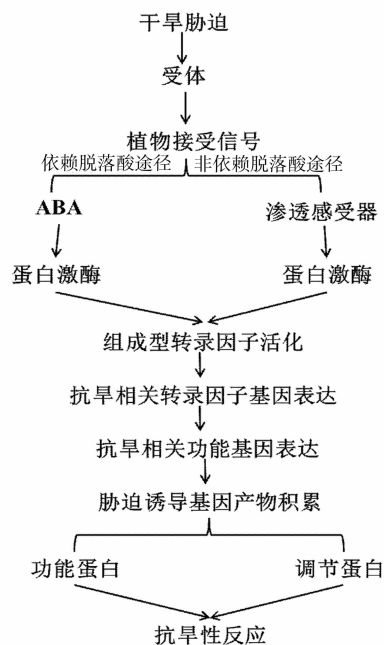 干旱胁迫
受体
植物接受信号
依赖脱落酸途径 非依赖脱落酸途径
ABA 渗透感受器
蛋白激酶 蛋白激酶
组成型转录因子活化
抗旱相关转录因子基因表达
抗旱相关功能基因表达
胁迫诱导基因产物积累
功能蛋白 调节蛋白
抗旱性反应